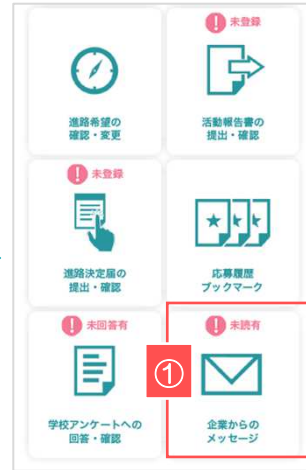 未登録
進路希望の
確認・変更
活動報告書の
提出・確認
未登録
進路決定届の
提出・確認
応募履歴
ブックマーク
未回答有
学校アンケートへの
回答・確認
未読有
①
企業からの
メッセージ